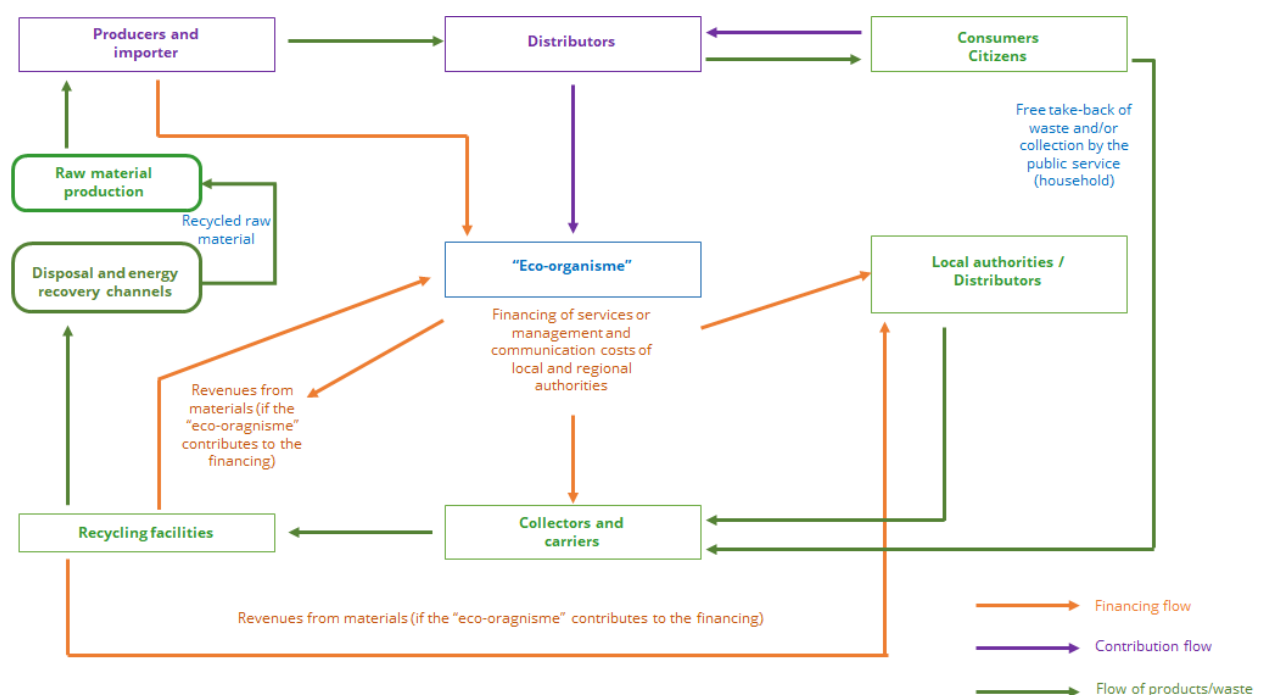 Producers and
importer
Distributors
Consumers
Citizens
Free take-back of
waste and/or
collection by the
public service
(household)
Raw material
production
Recycled raw
material
Disposal and energy
recovery channels
“Eco-organisme”
Local authorities /
Distributors
Financing of services or
management and
communication costs of
local and regional
authorities
Revenues from
materials (if the
“eco-oragnisme”
contributes to the
financing)
Recycling facilities
Collectors and
carriers
Revenues from materials (if the “eco-oragnisme” contributes to the financing)
Financing flow
Contribution flow
Flow of products/waste